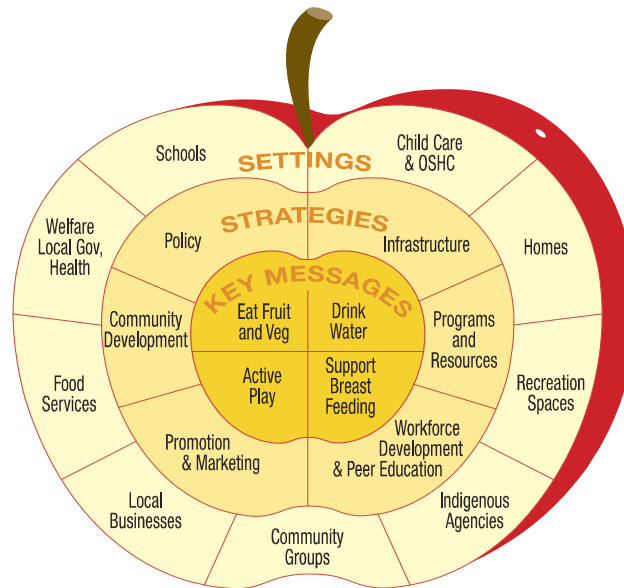 Schools
SETTINGS
Child Care
& OSHC
Welfare
Local Gov,
Health
Policy
STRATEGIES
Infrastructure
Homes
KEY MESSAGES
Eat Fruit
and Veg
Drink
Water
Community
Development
Programs
and
Resources
Active
Play
Support
Breast
Feeding
Food
Services
Recreation
Spaces
Promotion
& Marketing
Workforce
Development
& Peer Education
Local
Businesses
Indigenous
Agencies
Community
Groups